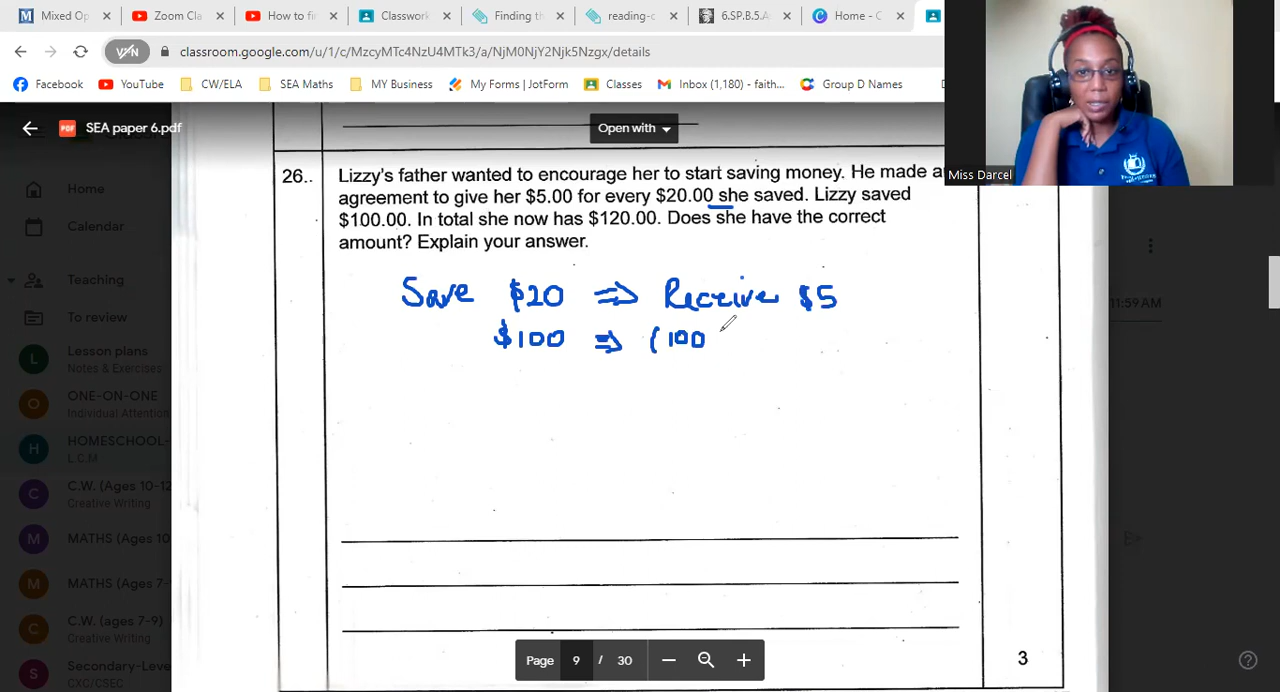 Mixed Op
Zoom Cla
How to fi
Classwork
Finding th
reading-c
6.SP.B.5.A
Home - C
classroom.google.com/u/1/c/MzcyMTc4NzU4MTk3/a/NjM0NjY2Njk5Nzgx/details
Facebook
YouTube
CW/ELA
SEA Maths
MY Business
My Forms | JotForm
Classes
Inbox (1,180) - faith...
Group D Names
SEA paper 6.pdf
Open with
Miss Darcel
Home
Calendar
Teaching
To review
Lesson plans
Notes & Exercises
ONE-ON-ONE
Individual Attention
HOMESCHOOL-
L.C.M
C.W. (Ages 10-12
Creative Writing
MATHS (Ages 10
MATHS (Ages 7-
C.W. (ages 7-9)
Creative Writing
Secondary-Leve
CXC/CSEC
11:59 AM
26..
Lizzy's father wanted to encourage her to start saving money. He made a
agreement to give her $5.00 for every $20.00 she saved. Lizzy saved
$100.00. In total she now has $120.00. Does she have the correct
amount? Explain your answer.
Save $20 ⇒ Receive $5
$100 ⇒ (100
3
Page 9 / 30